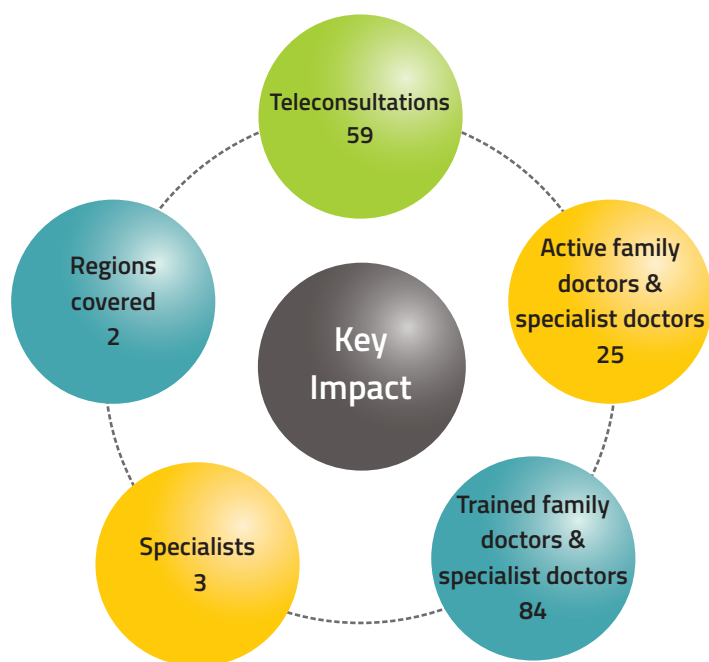 Teleconsultations
59
Active family
doctors &
specialist doctors
25
Trained family
doctors &
specialist doctors
84
Specialists
3
Regions
covered
2
Key
Impact